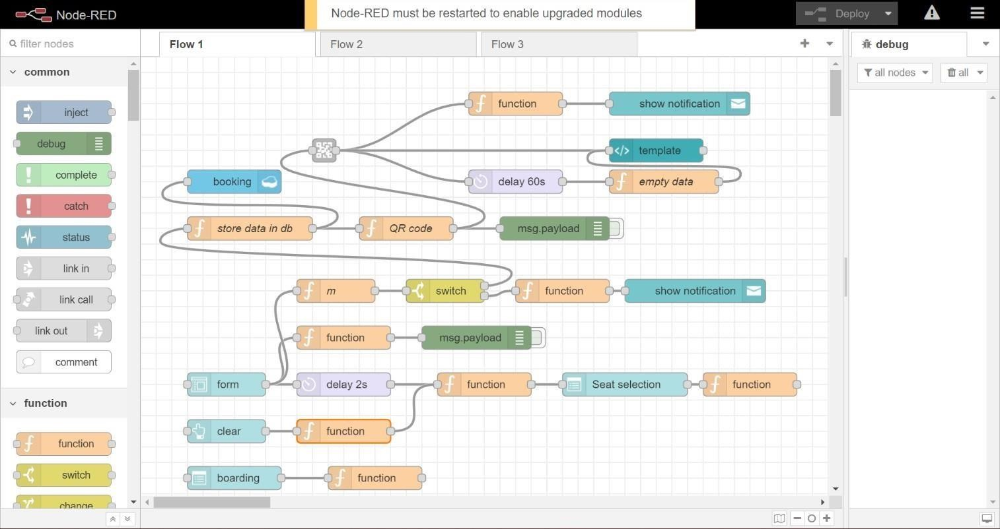 Node-RED
Node-RED must be restarted to enable upgraded modules
Deploy
filter nodes
Flow 1
Flow 2
Flow 3
debug
all nodes
all
common
inject
debug
complete
catch
status
link in
link call
link out
comment
function
function
switch
change
function
show notification
template
booking
delay 60s
empty data
store data in db
QR code
msg.payload
m
switch
function
show notification
function
msg.payload
form
delay 2s
function
Seat selection
function
clear
function
boarding
function